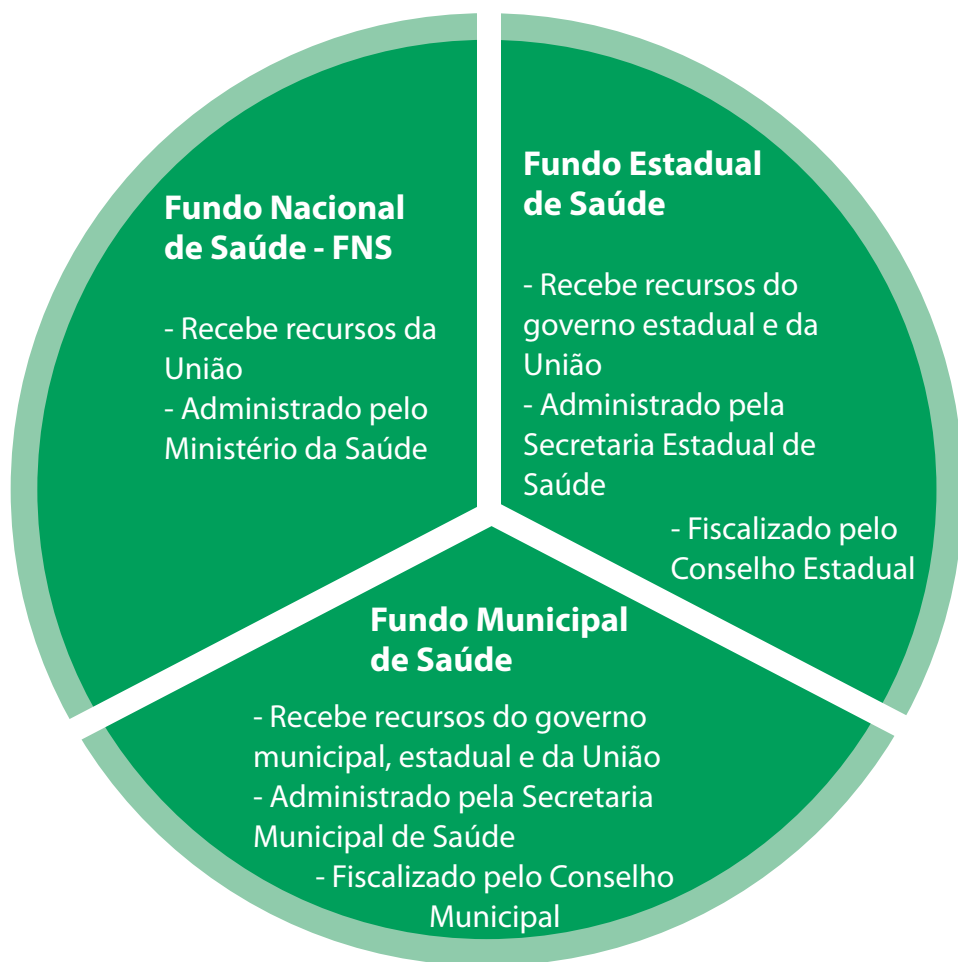 Fundo Nacional
de Saúde - FNS
- Recebe recursos da
União
- Administrado pelo
Ministério da Saúde
Fundo Estadual
de Saúde
- Recebe recursos do
governo estadual e da
União
- Administrado pela
Secretaria Estadual de
Saúde
- Fiscalizado pelo
Conselho Estadual
Fundo Municipal
de Saúde
- Recebe recursos do governo
municipal, estadual e da União
- Administrado pela Secretaria
Municipal de Saúde
- Fiscalizado pelo Conselho
Municipal